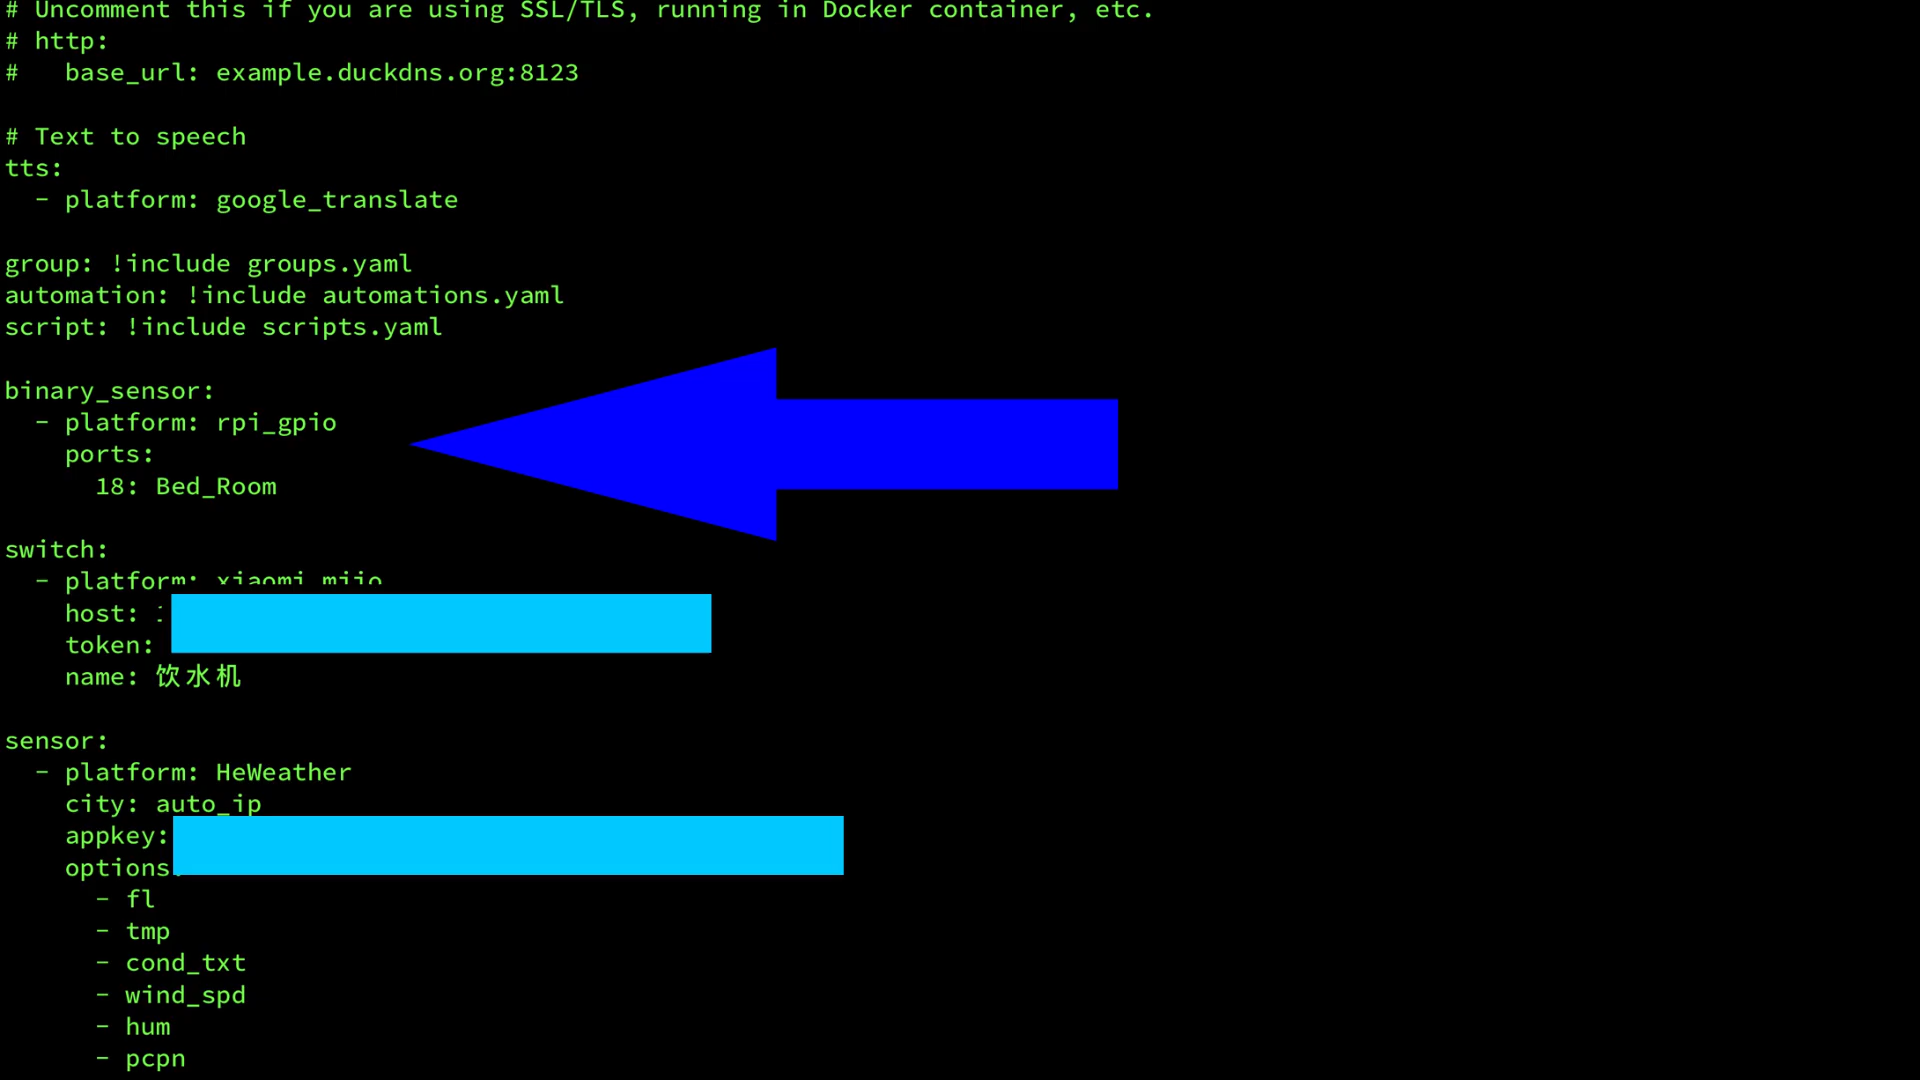 # Uncomment this if you are using SSL/TLS, running in Docker container, etc.
# http:
#   base_url: example.duckdns.org:8123

# Text to speech
tts:
  - platform: google_translate

group: !include groups.yaml
automation: !include automations.yaml
script: !include scripts.yaml

binary_sensor:
  - platform: rpi_gpio
    ports:
      18: Bed_Room

switch:
  - platform: xiaomi_miio
    host:
    token:
    name: 饮水机

sensor:
  - platform: HeWeather
    city: auto_ip
    appkey:
    options
      - fl
      - tmp
      - cond_txt
      - wind_spd
      - hum
      - pcpn